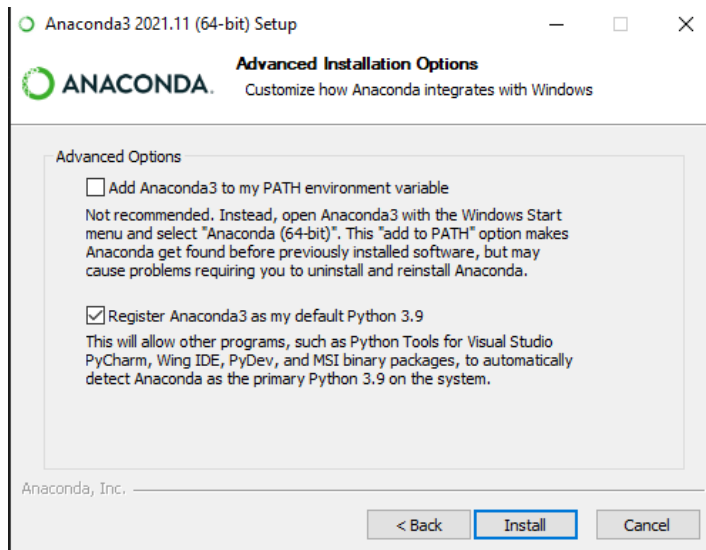 Anaconda3 2021.11 (64-bit) Setup
ANACONDA.
Advanced Installation Options
Customize how Anaconda integrates with Windows
Advanced Options
Add Anaconda3 to my PATH environment variable
Not recommended. Instead, open Anaconda3 with the Windows Start
menu and select "Anaconda (64-bit)". This "add to PATH" option makes
Anaconda get found before previously installed software, but may
cause problems requiring you to uninstall and reinstall Anaconda.
Register Anaconda3 as my default Python 3.9
This will allow other programs, such as Python Tools for Visual Studio
PyCharm, Wing IDE, PyDev, and MSI binary packages, to automatically
detect Anaconda as the primary Python 3.9 on the system.
Anaconda, Inc.
< Back
Install
Cancel